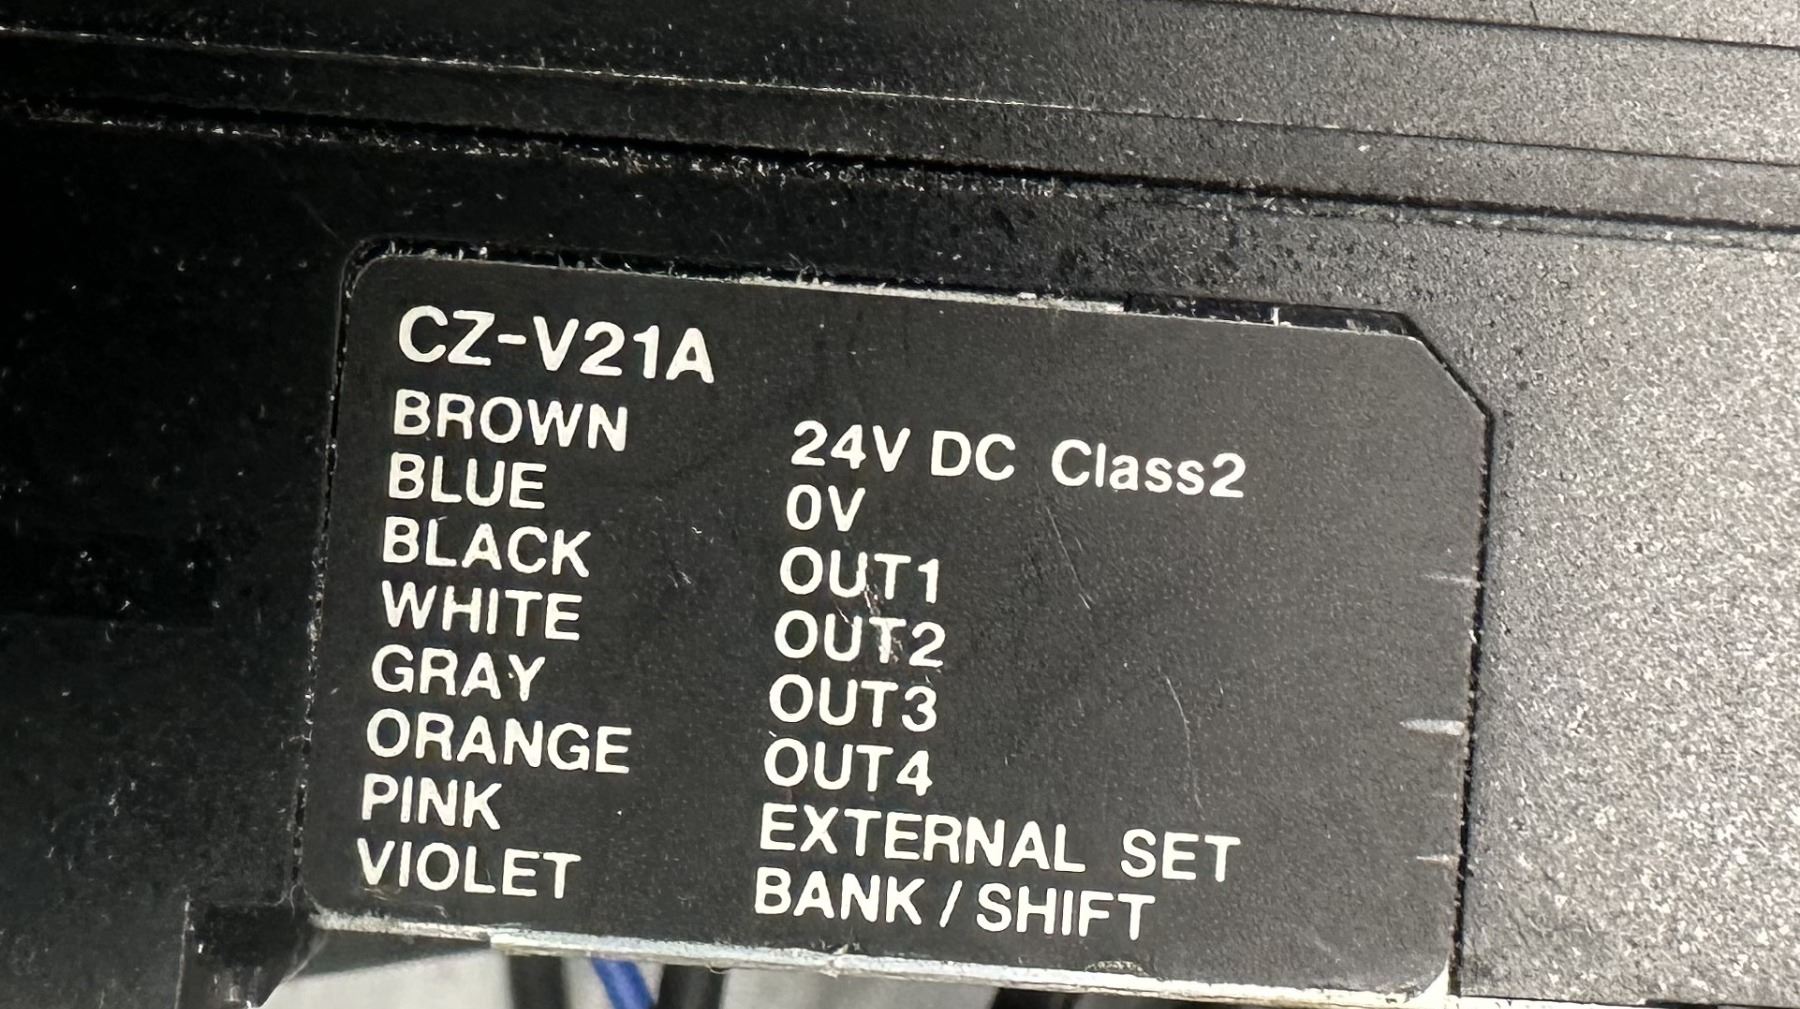 CZ-V21A
BROWN 24V DC Class2
BLUE 0V
BLACK OUT1
WHITE OUT2
GRAY OUT3
ORANGE OUT4
PINK EXTERNAL SET
VIOLET BANK / SHIFT